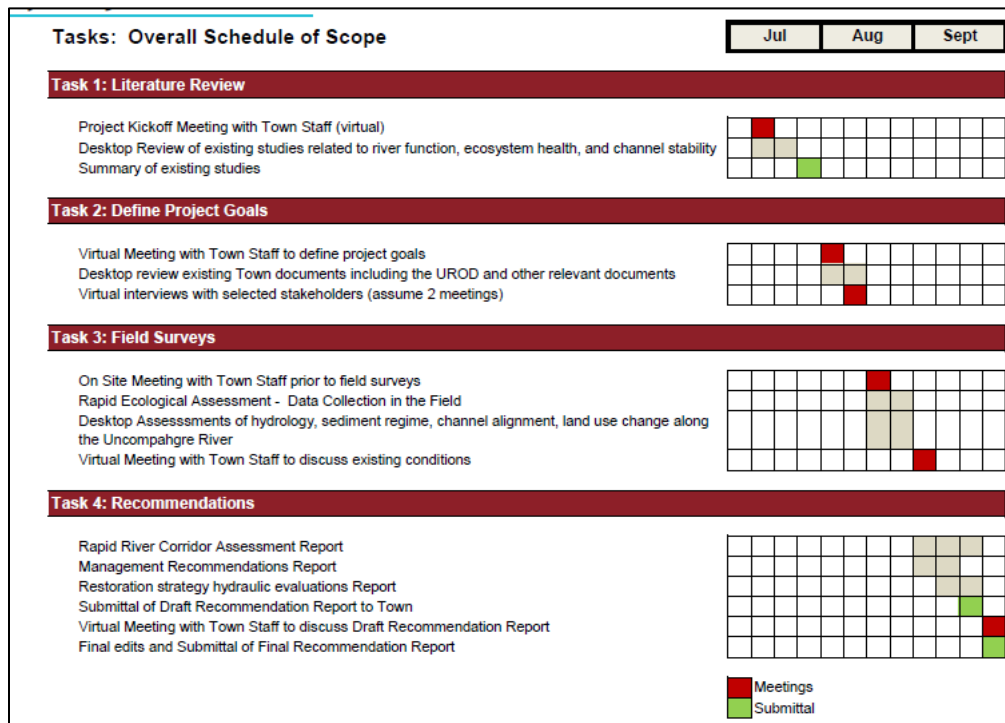 Tasks: Overall Schedule of Scope
Jul Aug Sept
Task 1: Literature Review
Project Kickoff Meeting with Town Staff (virtual)
Desktop Review of existing studies related to river function, ecosystem health, and channel stability
Summary of existing studies
Task 2: Define Project Goals
Virtual Meeting with Town Staff to define project goals
Desktop review existing Town documents including the UROD and other relevant documents
Virtual interviews with selected stakeholders (assume 2 meetings)
Task 3: Field Surveys
On Site Meeting with Town Staff prior to field surveys
Rapid Ecological Assessment - Data Collection in the Field
Desktop Assesssments of hydrology, sediment regime, channel alignment, land use change along
the Uncompahgre River
Virtual Meeting with Town Staff to discuss existing conditions
Task 4: Recommendations
Rapid River Corridor Assessment Report
Management Recommendations Report
Restoration strategy hydraulic evaluations Report
Submittal of Draft Recommendation Report to Town
Virtual Meeting with Town Staff to discuss Draft Recommendation Report
Final edits and Submittal of Final Recommendation Report
Meetings
Submittal